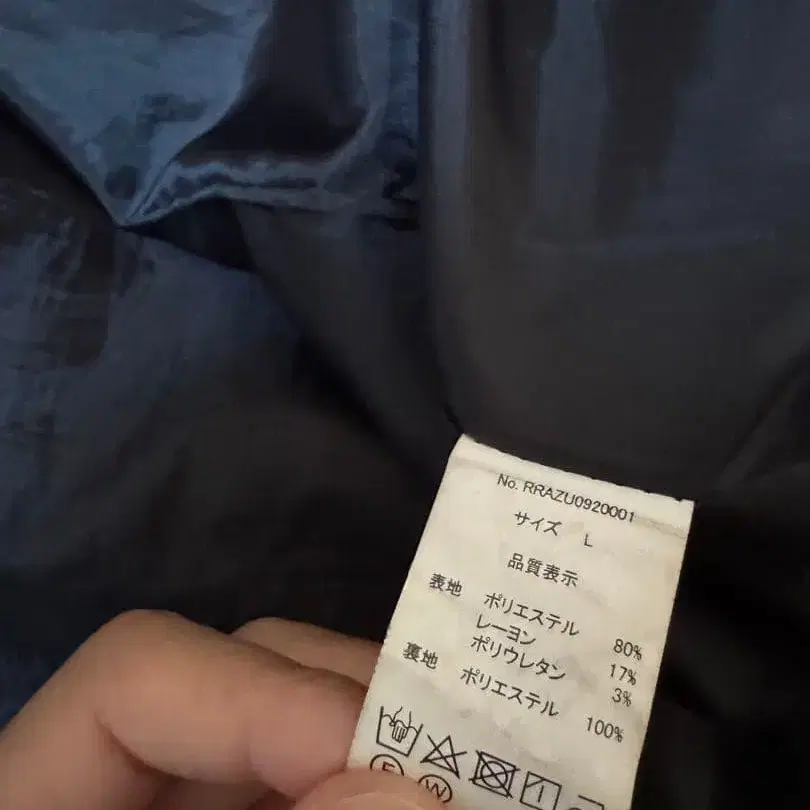 No. RRAZU0920001
サイズ L
品質表示
表地 ポリエステル 80%
レーヨン 17%
ポリウレタン 3%
裏地 ポリエステル 100%
F W